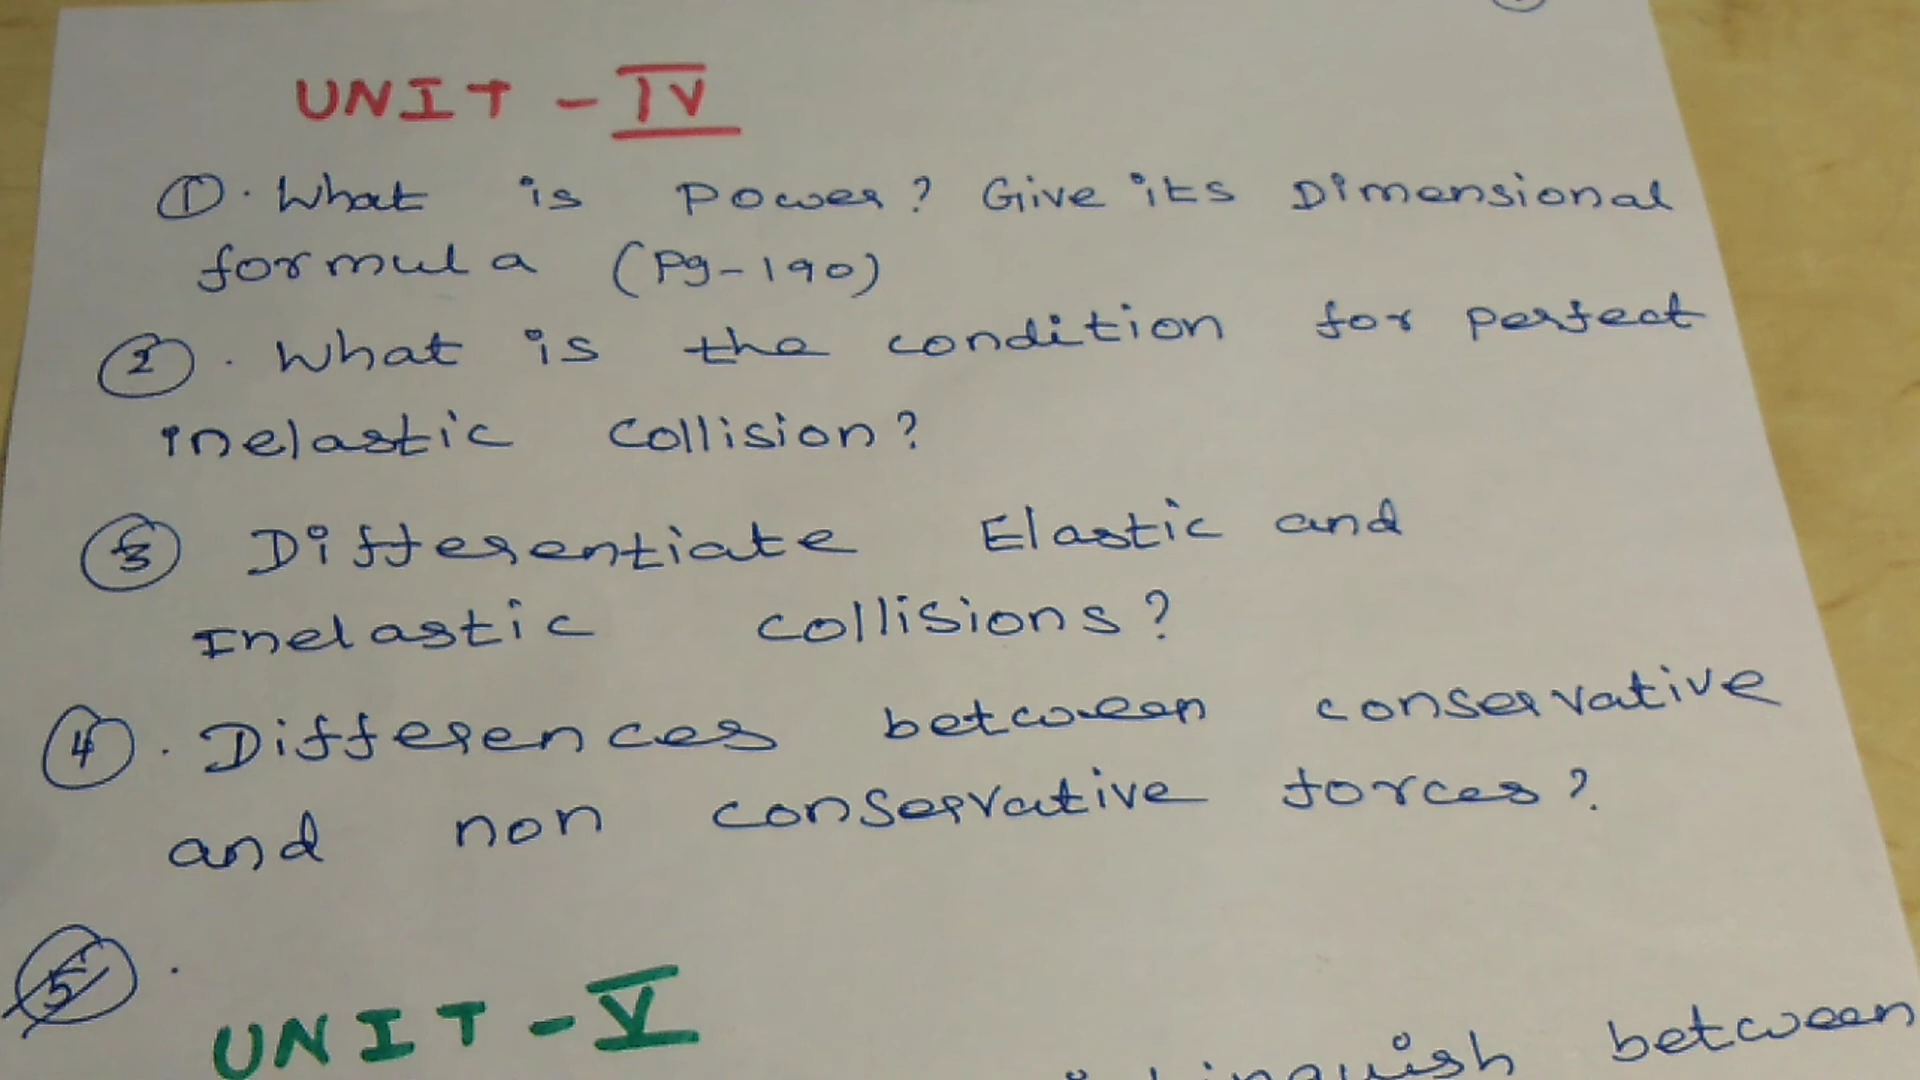 UNIT - IV
① . What is power? Give its Dimensional
formula (Pg-190)
② . What is the condition for perfect
inelastic collision?
③ Differentiate Elastic and
Inelastic collisions?
④ . Differences between conservative
and non conservative forces?
⑤ .
UNIT - V
between